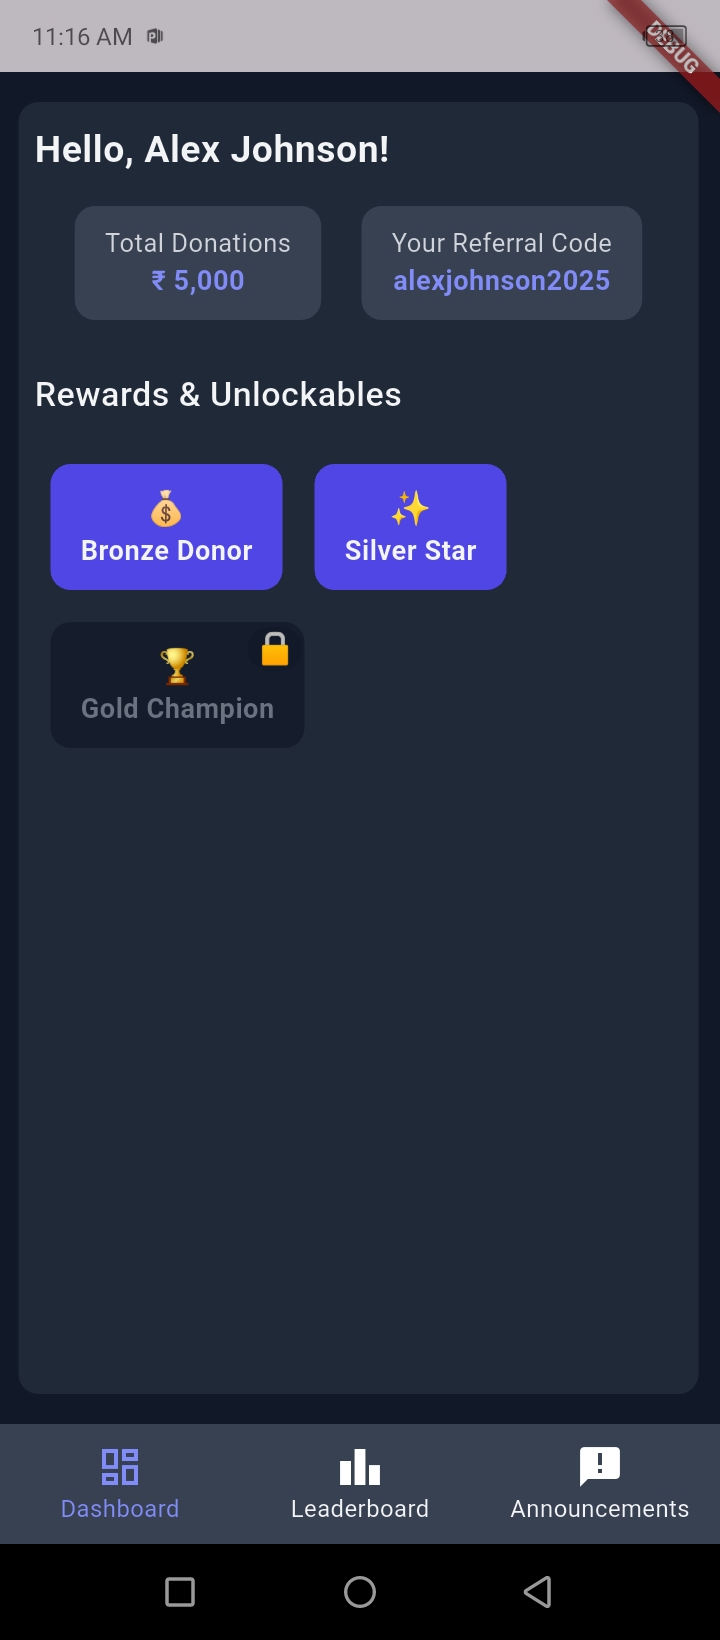 11:16 AM
DEBUG
Hello, Alex Johnson!
Total Donations
₹ 5,000
Your Referral Code
alexjohnson2025
Rewards & Unlockables
Bronze Donor
Silver Star
Gold Champion
Dashboard
Leaderboard
Announcements